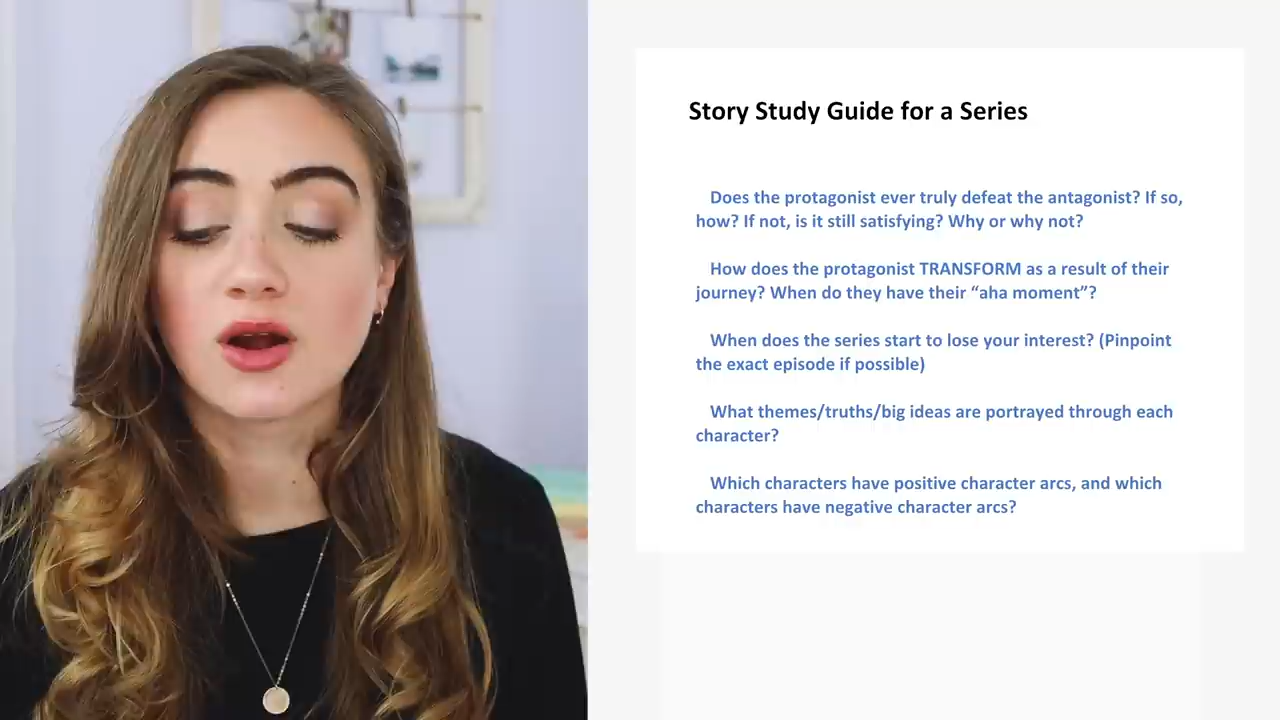 Story Study Guide for a Series
Does the protagonist ever truly defeat the antagonist? If so,
how? If not, is it still satisfying? Why or why not?
How does the protagonist TRANSFORM as a result of their
journey? When do they have their “aha moment”?
When does the series start to lose your interest? (Pinpoint
the exact episode if possible)
What themes/truths/big ideas are portrayed through each
character?
Which characters have positive character arcs, and which
characters have negative character arcs?